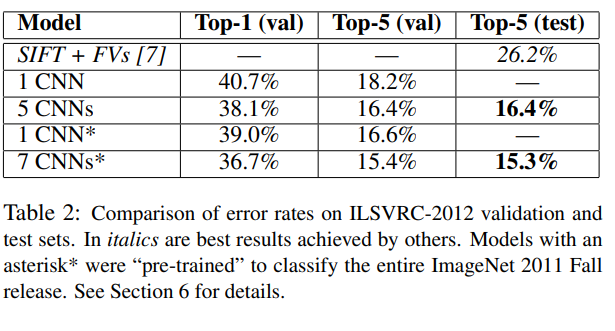 Model Top-1 (val) Top-5 (val) Top-5 (test)
SIFT + FVs [7] — — 26.2%
1 CNN 40.7% 18.2% —
5 CNNs 38.1% 16.4% 16.4%
1 CNN* 39.0% 16.6% —
7 CNNs* 36.7% 15.4% 15.3%
Table 2: Comparison of error rates on ILSVRC-2012 validation and
test sets. In italics are best results achieved by others. Models with an
asterisk* were “pre-trained” to classify the entire ImageNet 2011 Fall
release. See Section 6 for details.